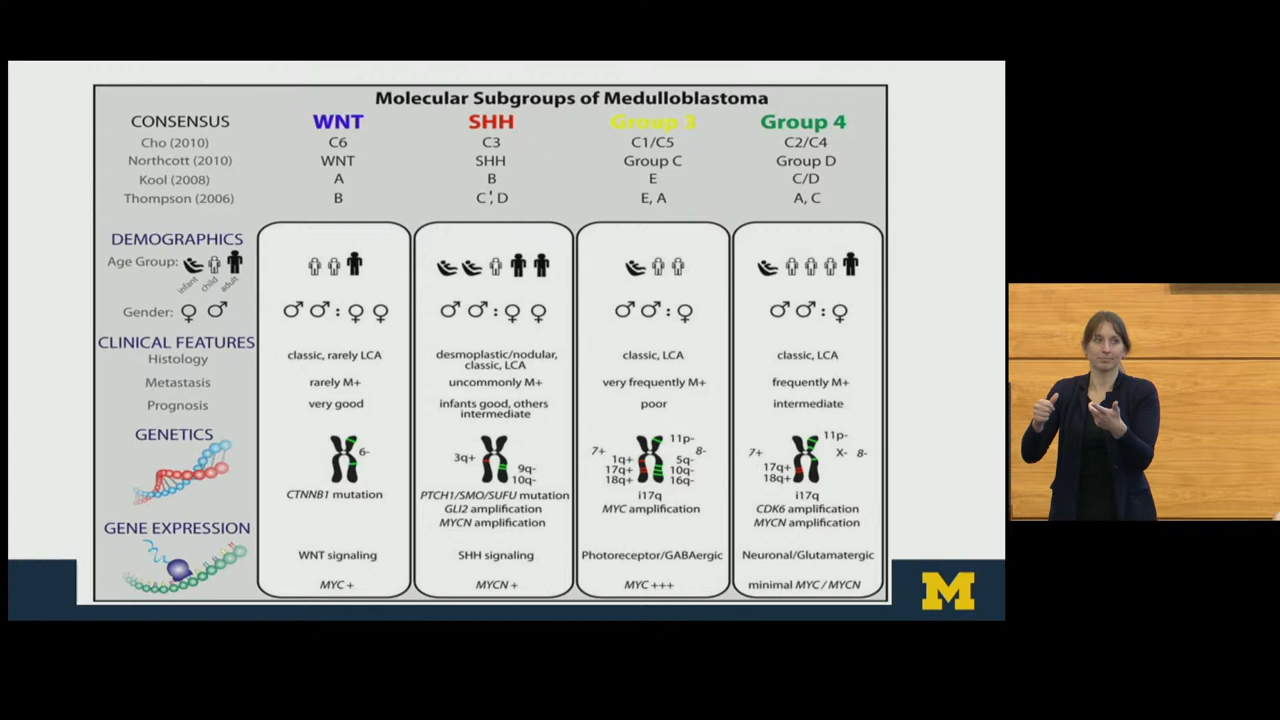 Molecular Subgroups of Medulloblastoma
CONSENSUS WNT SHH Group 3 Group 4
Cho (2010) C6 C3 C1/C5 C2/C4
Northcott (2010) WNT SHH Group C Group D
Kool (2008) A B E C/D
Thompson (2006) B C', D E, A A, C
DEMOGRAPHICS
Age Group:
infant child adult
Gender: ♀ ♂ ♂ ♂ : ♀ ♀ ♂ ♂ : ♀ ♀ ♂ ♂ : ♀ ♂ ♂ : ♀
CLINICAL FEATURES
Histology classic, rarely LCA desmoplastic/nodular, classic, LCA classic, LCA classic, LCA
Metastasis rarely M+ uncommonly M+ very frequently M+ frequently M+
Prognosis very good infants good, others intermediate poor intermediate
GENETICS
6-
3q+ 9q- 10q-
7+ 1q+ 17q+ 18q+ 11p- 8- 5q- 10q- 16q-
7+ 17q+ 18q+ 11p- X- 8-
CTNNB1 mutation PTCH1/SMO/SUFU mutation i17q i17q
GLI2 amplification MYC amplification CDK6 amplification
MYCN amplification MYCN amplification
GENE EXPRESSION
WNT signaling SHH signaling Photoreceptor/GABAergic Neuronal/Glutamatergic
MYC + MYCN + MYC +++ minimal MYC / MYCN
M